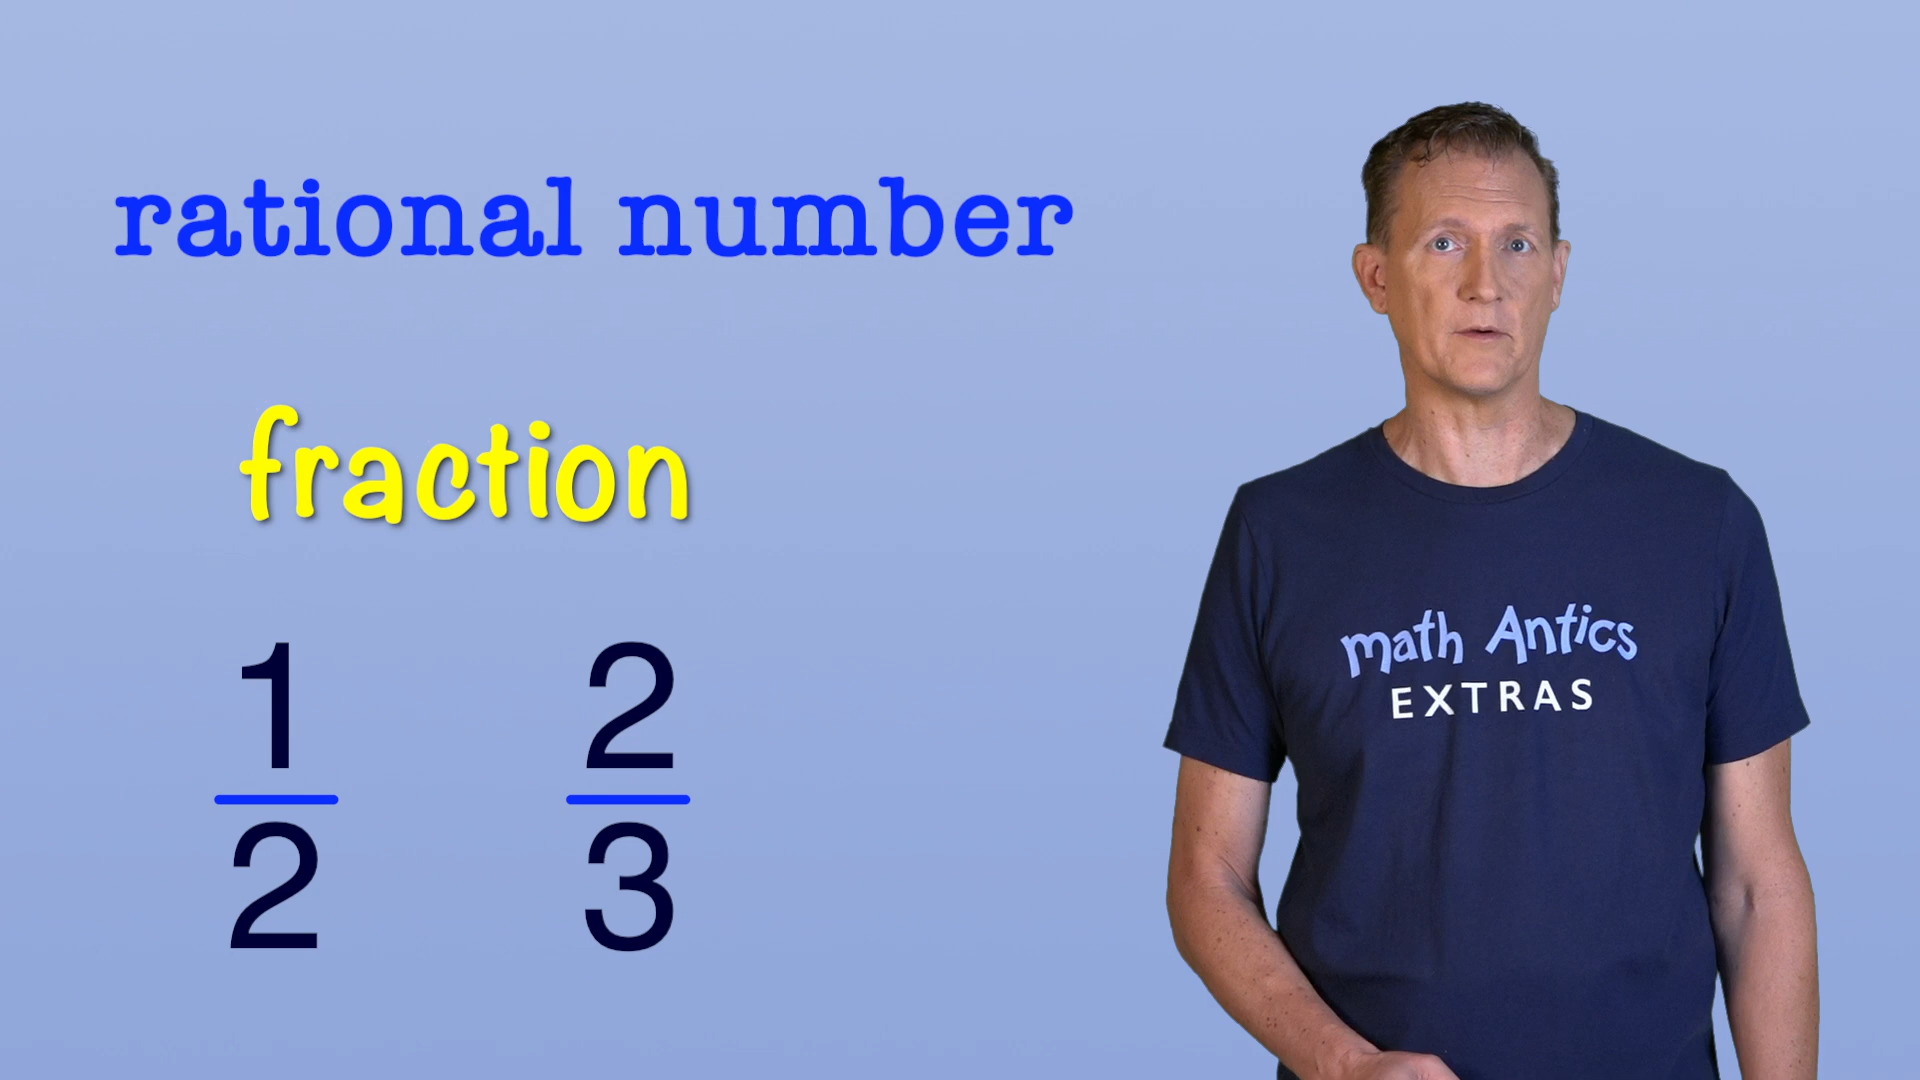 rational number
fraction
1 2
2 3
math Antics
EXTRAS